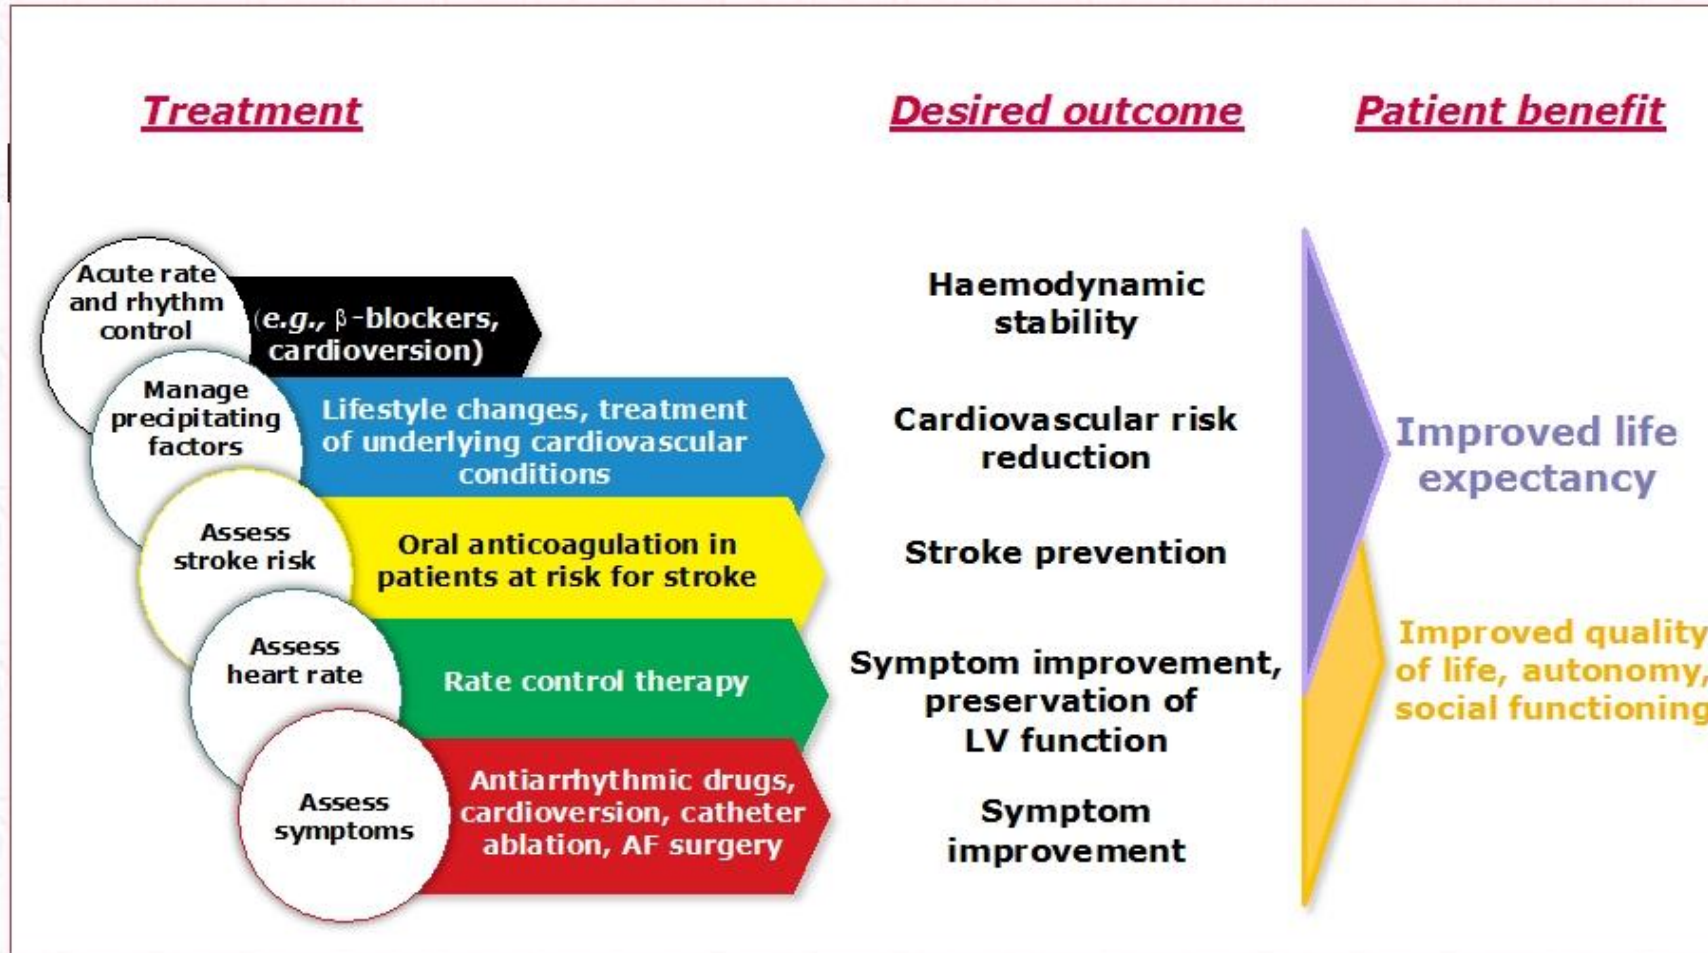 Treatment
Desired outcome
Patient benefit
Acute rate
and rhythm
control
(e.g., β-blockers,
cardioversion)
Haemodynamic
stability
Manage
precipitating
factors
Lifestyle changes, treatment
of underlying cardiovascular
conditions
Cardiovascular risk
reduction
Assess
stroke risk
Oral anticoagulation in
patients at risk for stroke
Stroke prevention
Assess
heart rate
Rate control therapy
Symptom improvement,
preservation of
LV function
Assess
symptoms
Antiarrhythmic drugs,
cardioversion, catheter
ablation, AF surgery
Symptom
improvement
Improved life
expectancy
Improved quality
of life, autonomy,
social functioning